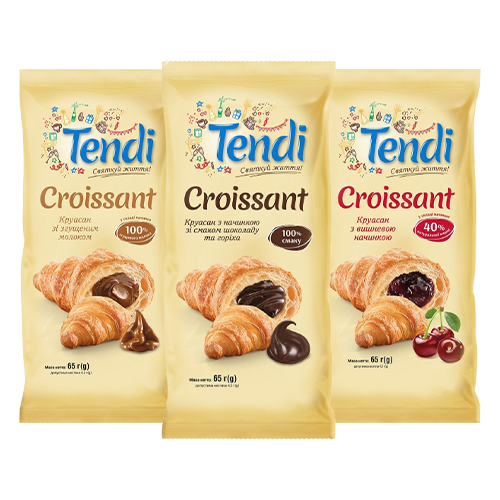 Tendi
Святкуй життя!
Croissant
Круасан
зі згущеним
молоком
100%
Маса нетто: 65 г(g)
Tendi
Святкуй життя!
Croissant
Круасан з начинкою
зі смаком шоколаду
та горіха
100%
смаку
Маса нетто: 65 г(g)
Tendi
Святкуй життя!
Croissant
Круасан
з вишневою
начинкою
40%
Маса нетто: 65 г(g)